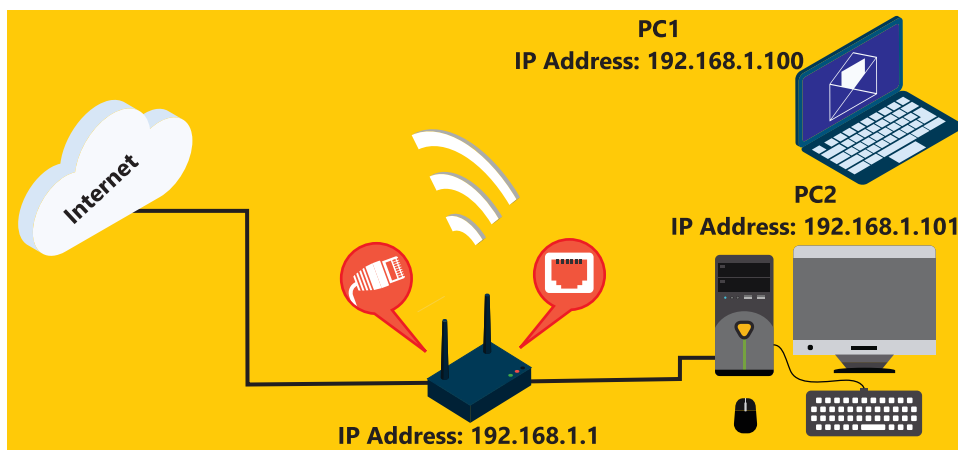 PC1
IP Address: 192.168.1.100
Internet
PC2
IP Address: 192.168.1.101
IP Address: 192.168.1.1